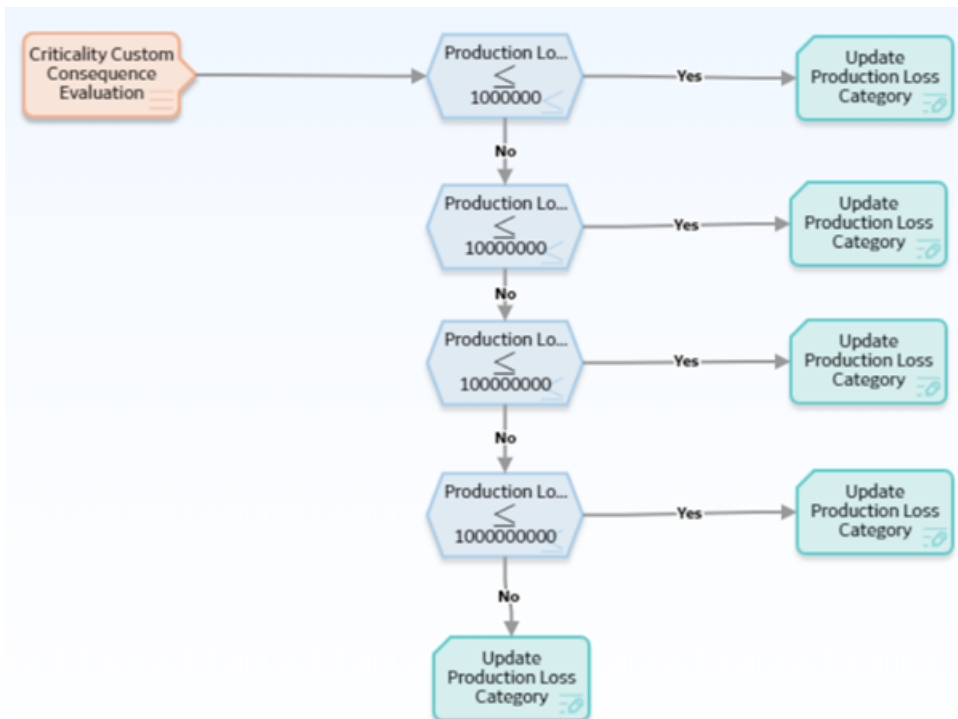 Criticality Custom
Consequence
Evaluation
Production Lo...
≤
1000000
Yes
Update
Production Loss
Category
No
Production Lo...
≤
10000000
Yes
Update
Production Loss
Category
No
Production Lo...
≤
100000000
Yes
Update
Production Loss
Category
No
Production Lo...
≤
1000000000
Yes
Update
Production Loss
Category
No
Update
Production Loss
Category